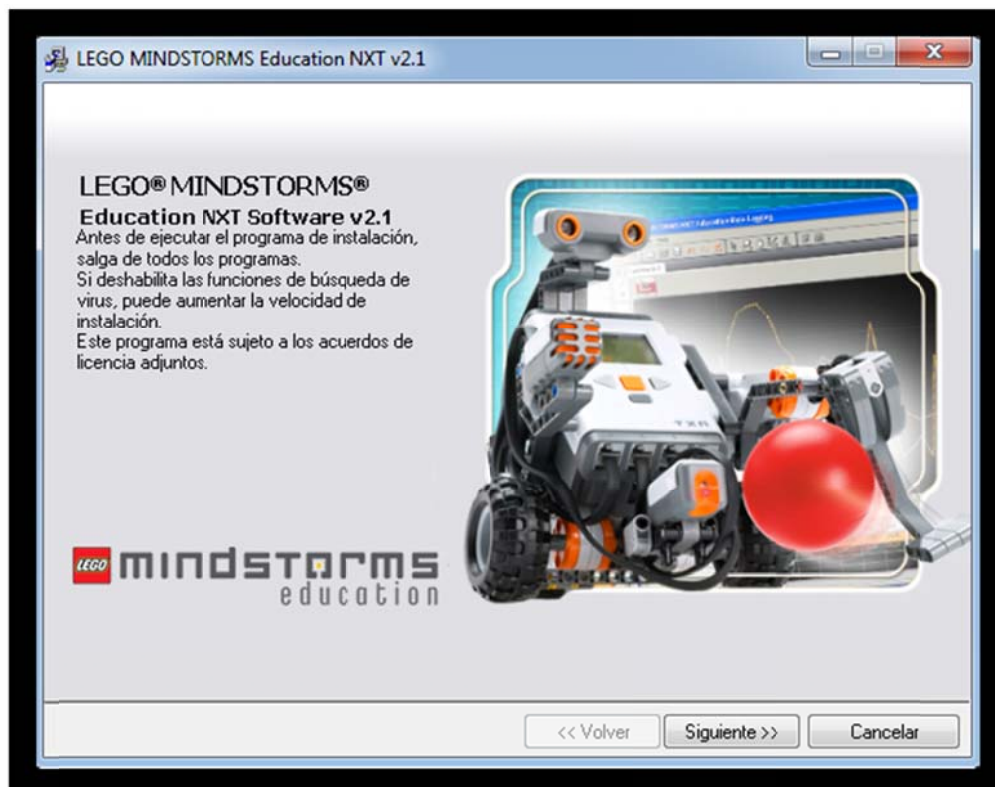 LEGO MINDSTORMS Education NXT v2.1
LEGO® MINDSTORMS®
Education NXT Software v2.1
Antes de ejecutar el programa de instalación,
salga de todos los programas.
Si deshabilita las funciones de búsqueda de
virus, puede aumentar la velocidad de
instalación.
Este programa está sujeto a los acuerdos de
licencia adjuntos.
NXT
LEGO mindstorms
education
<< Volver
Siguiente >>
Cancelar